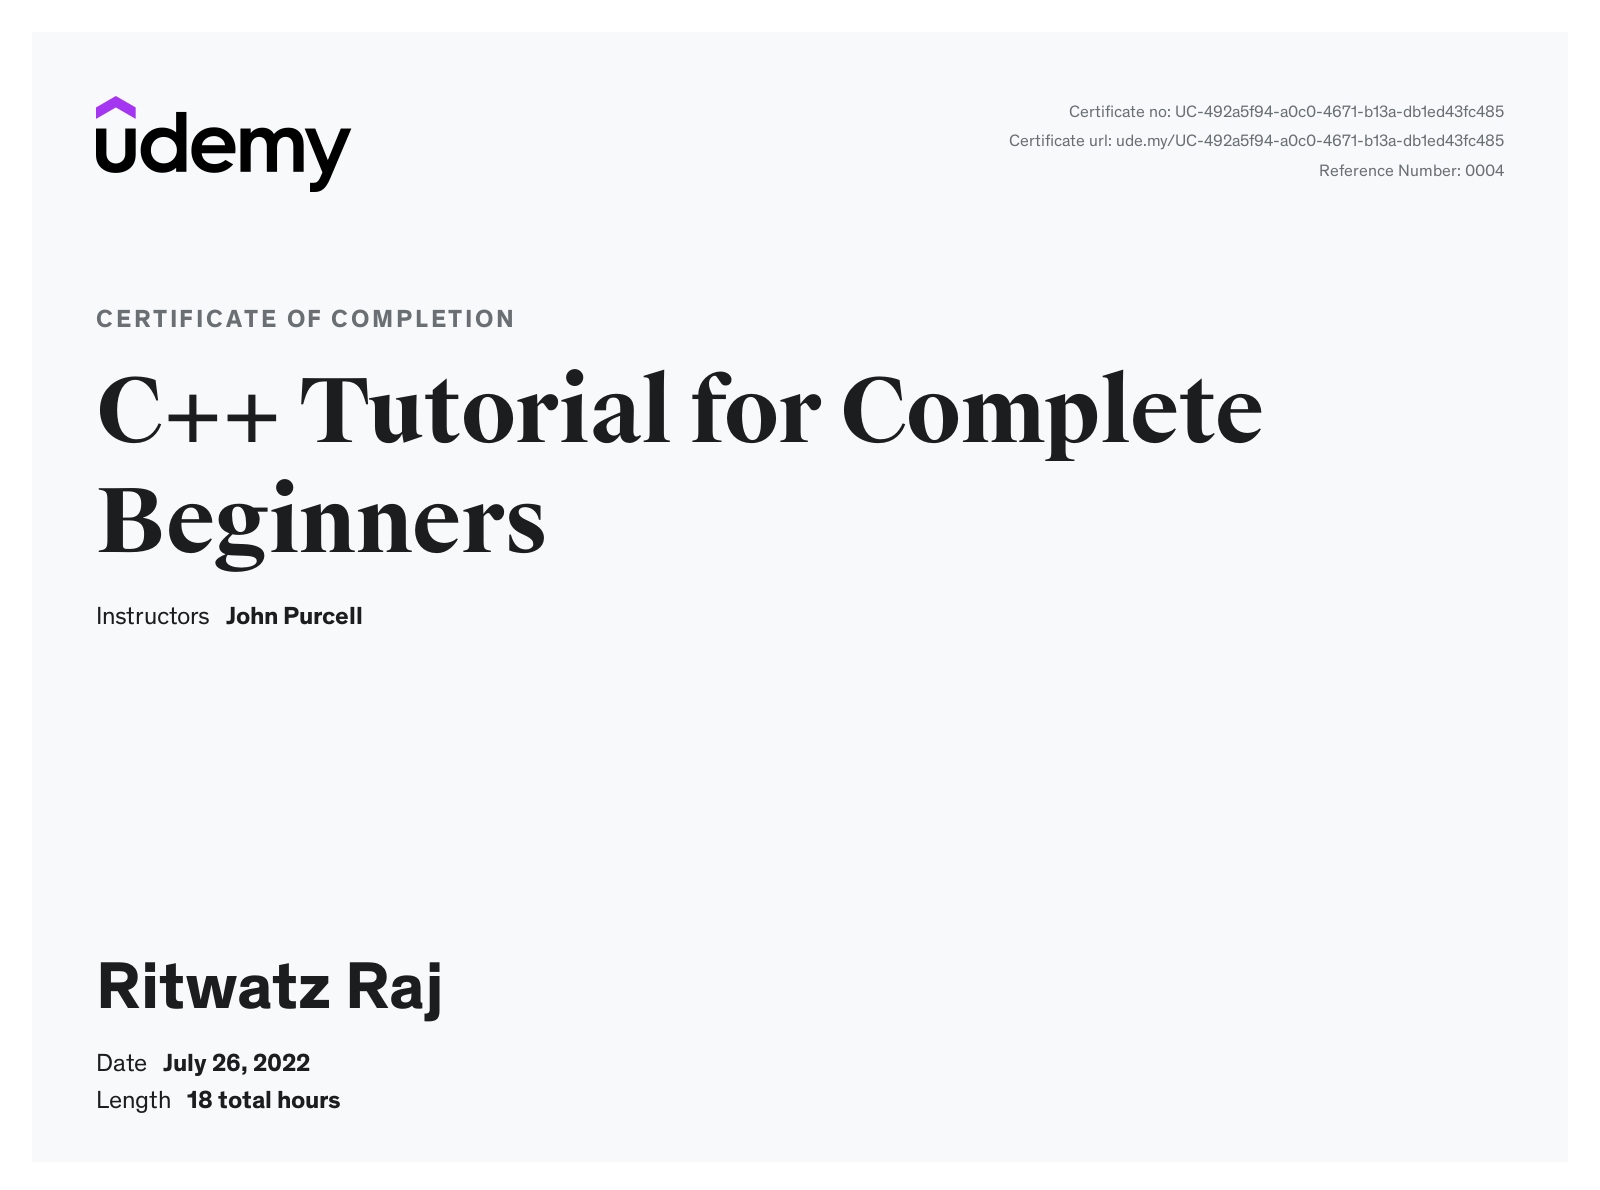 udemy
Certificate no: UC-492a5f94-a0c0-4671-b13a-db1ed43fc485
Certificate url: ude.my/UC-492a5f94-a0c0-4671-b13a-db1ed43fc485
Reference Number: 0004
CERTIFICATE OF COMPLETION
C++ Tutorial for Complete
Beginners
Instructors John Purcell
Ritwatz Raj
Date July 26, 2022
Length 18 total hours